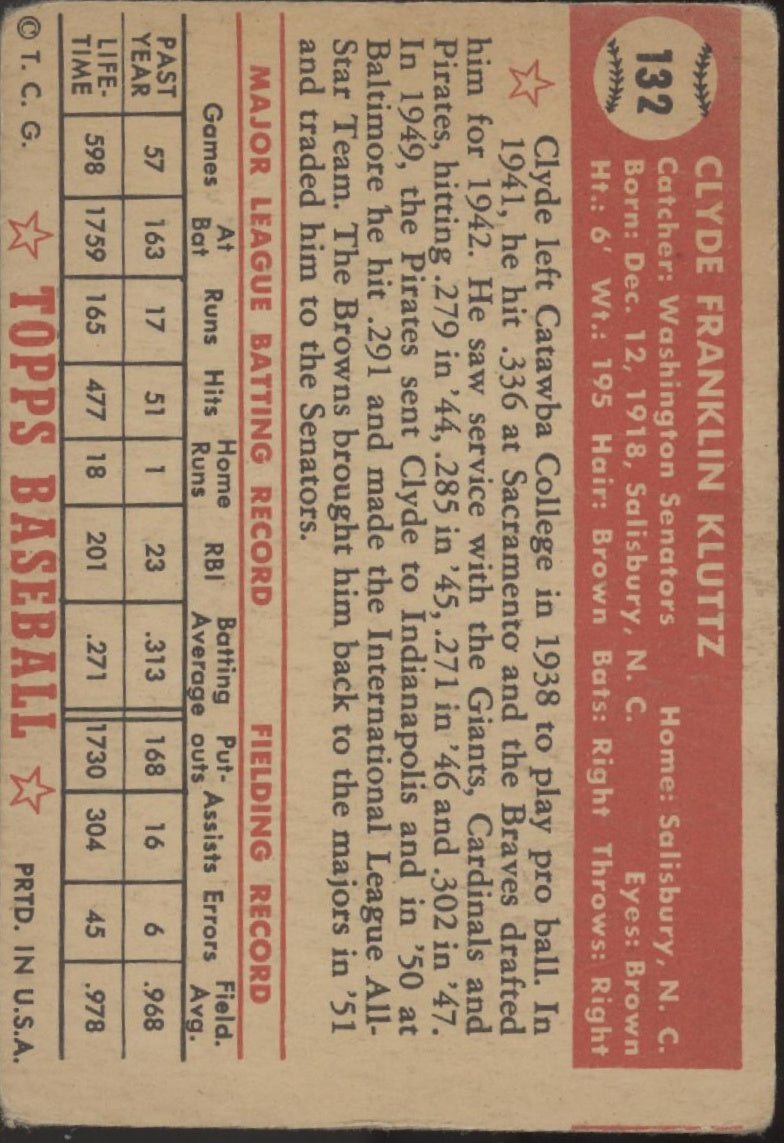 132
CLYDE FRANKLIN KLUTTZ
Catcher: Washington Senators Home: Salisbury, N. C.
Born: Dec. 12, 1918, Salisbury, N. C. Eyes: Brown
Ht.: 6' Wt.: 195 Hair: Brown Bats: Right Throws: Right
Clyde left Catawba College in 1938 to play pro ball. In
1941, he hit .336 at Sacramento and the Braves drafted
him for 1942. He saw service with the Giants, Cardinals and
Pirates, hitting .279 in '44, .285 in '45, .271 in '46 and .302 in '47.
In 1949, the Pirates sent Clyde to Indianapolis and in '50 at
Baltimore he hit .291 and made the International League All-
Star Team. The Browns brought him back to the majors in '51
and traded him to the Senators.
MAJOR LEAGUE BATTING RECORD FIELDING RECORD
Games At Bat Runs Hits Home Runs RBI Batting Average Put-outs Assists Errors Field. Avg.
PAST YEAR 57 163 17 51 1 23 .313 168 16 6 .968
LIFE-TIME 598 1759 165 477 18 201 .271 1730 304 45 .978
© T. C. G. TOPPS BASEBALL PRTD. IN U.S.A.